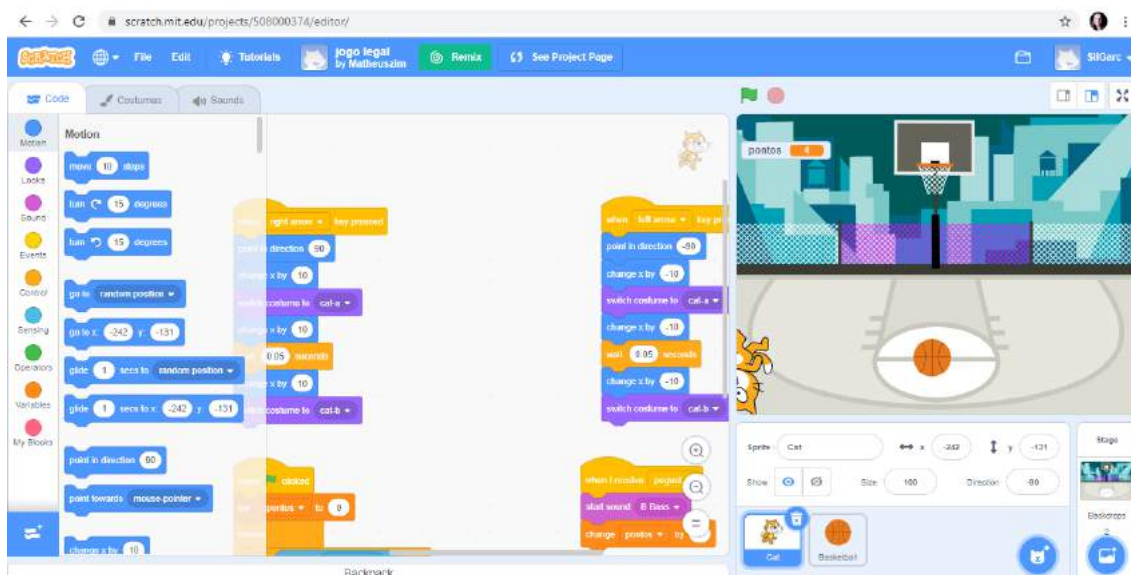 scratch.mit.edu/projects/508000374/editor/
SCRATCH
File
Edit
Tutorials
jogo legal
by Matheuszim
Remix
See Project Page
SilGarc
Code
Costumes
Sounds
Motion
Looks
Sound
Events
Control
Sensing
Operators
Variables
My Blocks
Motion
move 10 steps
turn 15 degrees
turn 15 degrees
go to random position
go to x: -242 y: -131
glide 1 secs to random position
glide 1 secs to x: -242 y: -131
point in direction 90
point towards mouse-pointer
change x by 10
right arrow key pressed
point in direction 90
change x by 10
switch costume to cat-a
change x by 10
0.05 seconds
x by 10
costume to cat-b
clicked
pontos to 0
when left arrow key pr
point in direction -90
change x by -10
switch costume to cat-a
change x by -10
wait 0.05 seconds
change x by -10
switch costume to cat-b
when I receive
start sound B Bass
change pontos by
Backpack
pontos 4
Sprite Cat x -242 y -131
Show Size 100 Direction -90
Cat
Basketball
Stage
Backdrops
2